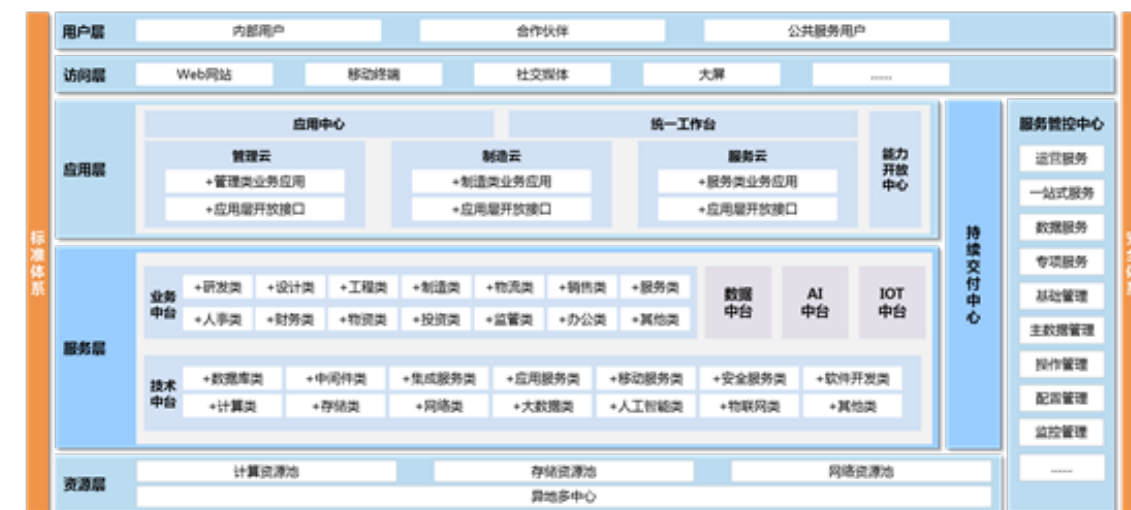 标准体系
用户层
内部用户
合作伙伴
公共服务用户
访问层
Web网站
移动终端
社交媒体
大屏
......
应用层
应用中心
统一工作台
管理云
+管理类业务应用
+应用层开放接口
制造云
+制造类业务应用
+应用层开放接口
服务云
+服务类业务应用
+应用层开放接口
能力
开放
中心
服务层
业务
中台
+研发类 +设计类 +工程类 +制造类 +物流类 +销售类 +服务类
+人事类 +财务类 +物资类 +投资类 +监管类 +办公类 +其他类
数据
中台
AI
中台
IOT
中台
技术
中台
+数据库类 +中间件类 +集成服务类 +应用服务类 +移动服务类 +安全服务类 +软件开发类
+计算类 +存储类 +网络类 +大数据类 +人工智能类 +物联网类 +其他类
持续交付中心
资源层
计算资源池
存储资源池
网络资源池
异地多中心
服务管控中心
运营服务
一站式服务
数据服务
专项服务
基础管理
主数据管理
操作管理
配置管理
监控管理
......